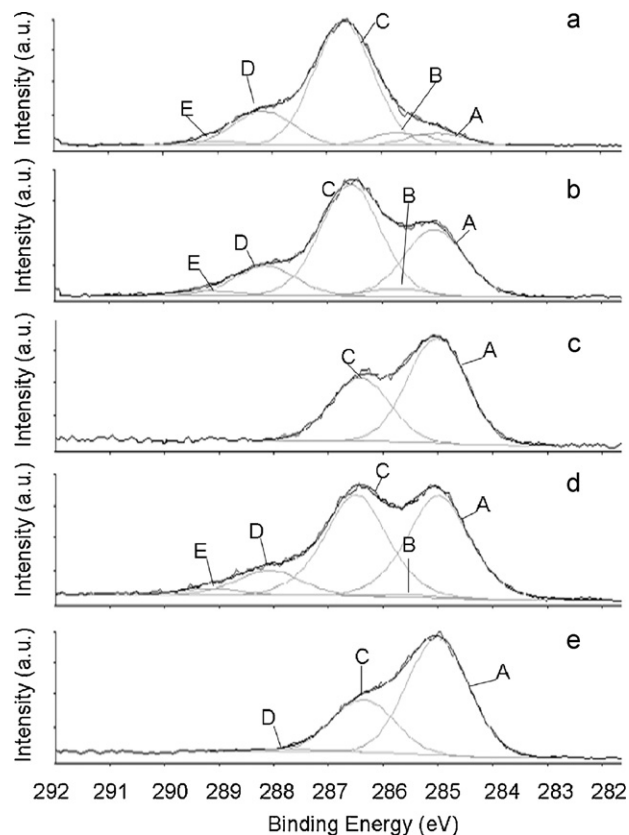 Intensity (a.u.)
a
C
D
B
E
A
Intensity (a.u.)
b
C
B
D
A
E
Intensity (a.u.)
c
C
A
Intensity (a.u.)
d
C
A
D
B
E
Intensity (a.u.)
e
C
A
D
292 291 290 289 288 287 286 285 284 283 282
Binding Energy (eV)